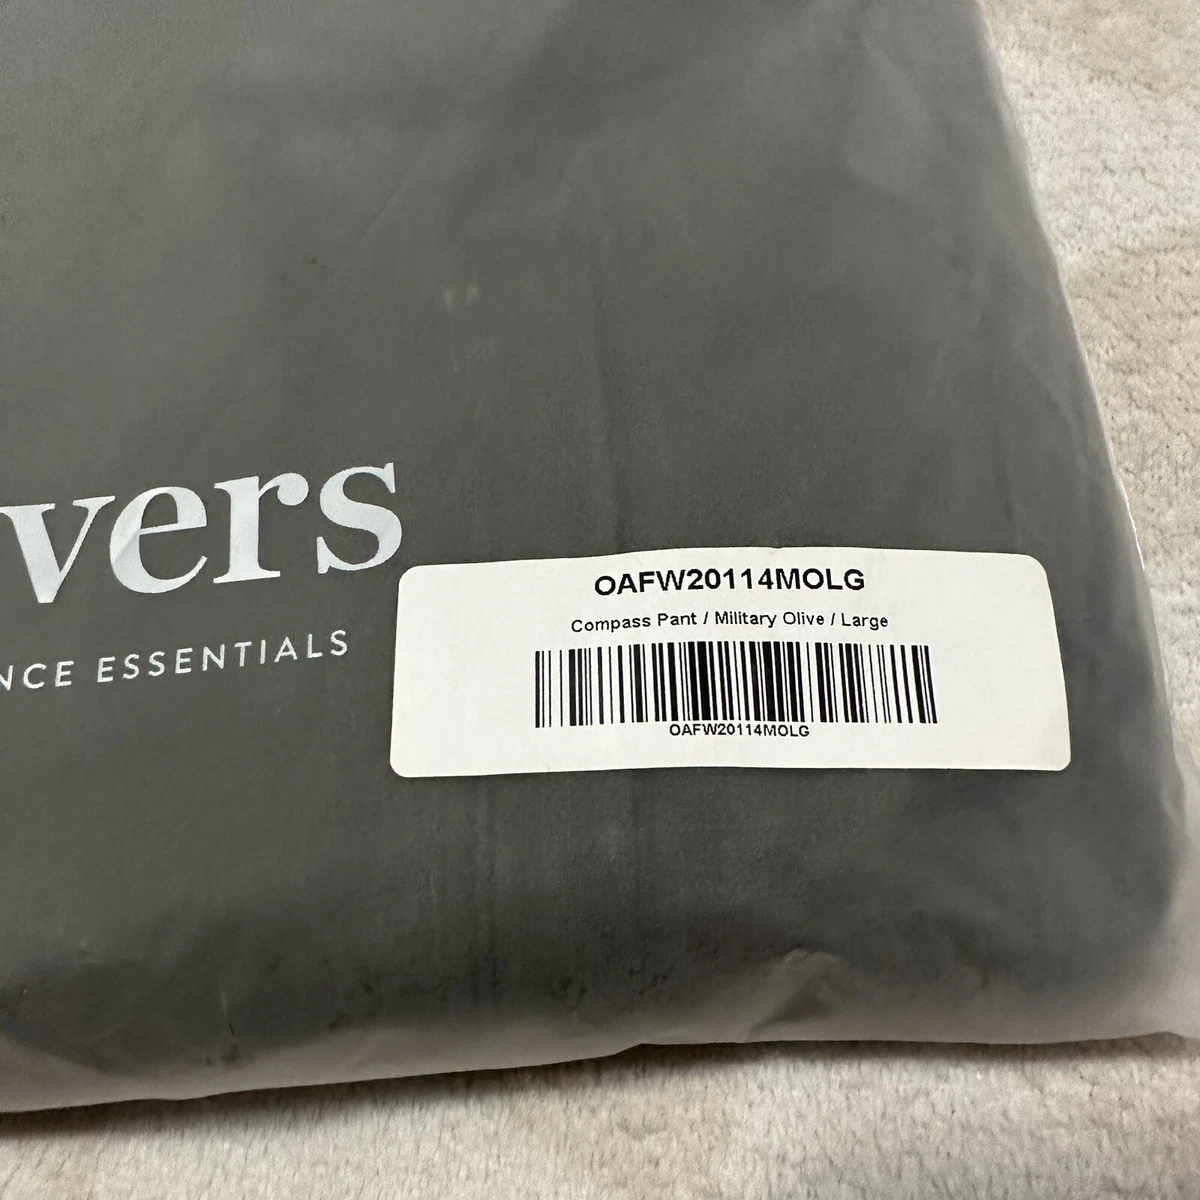 vers
NCE ESSENTIALS
OAFW20114MOLG
Compass Pant / Military Olive / Large
OAFW20114MOLG